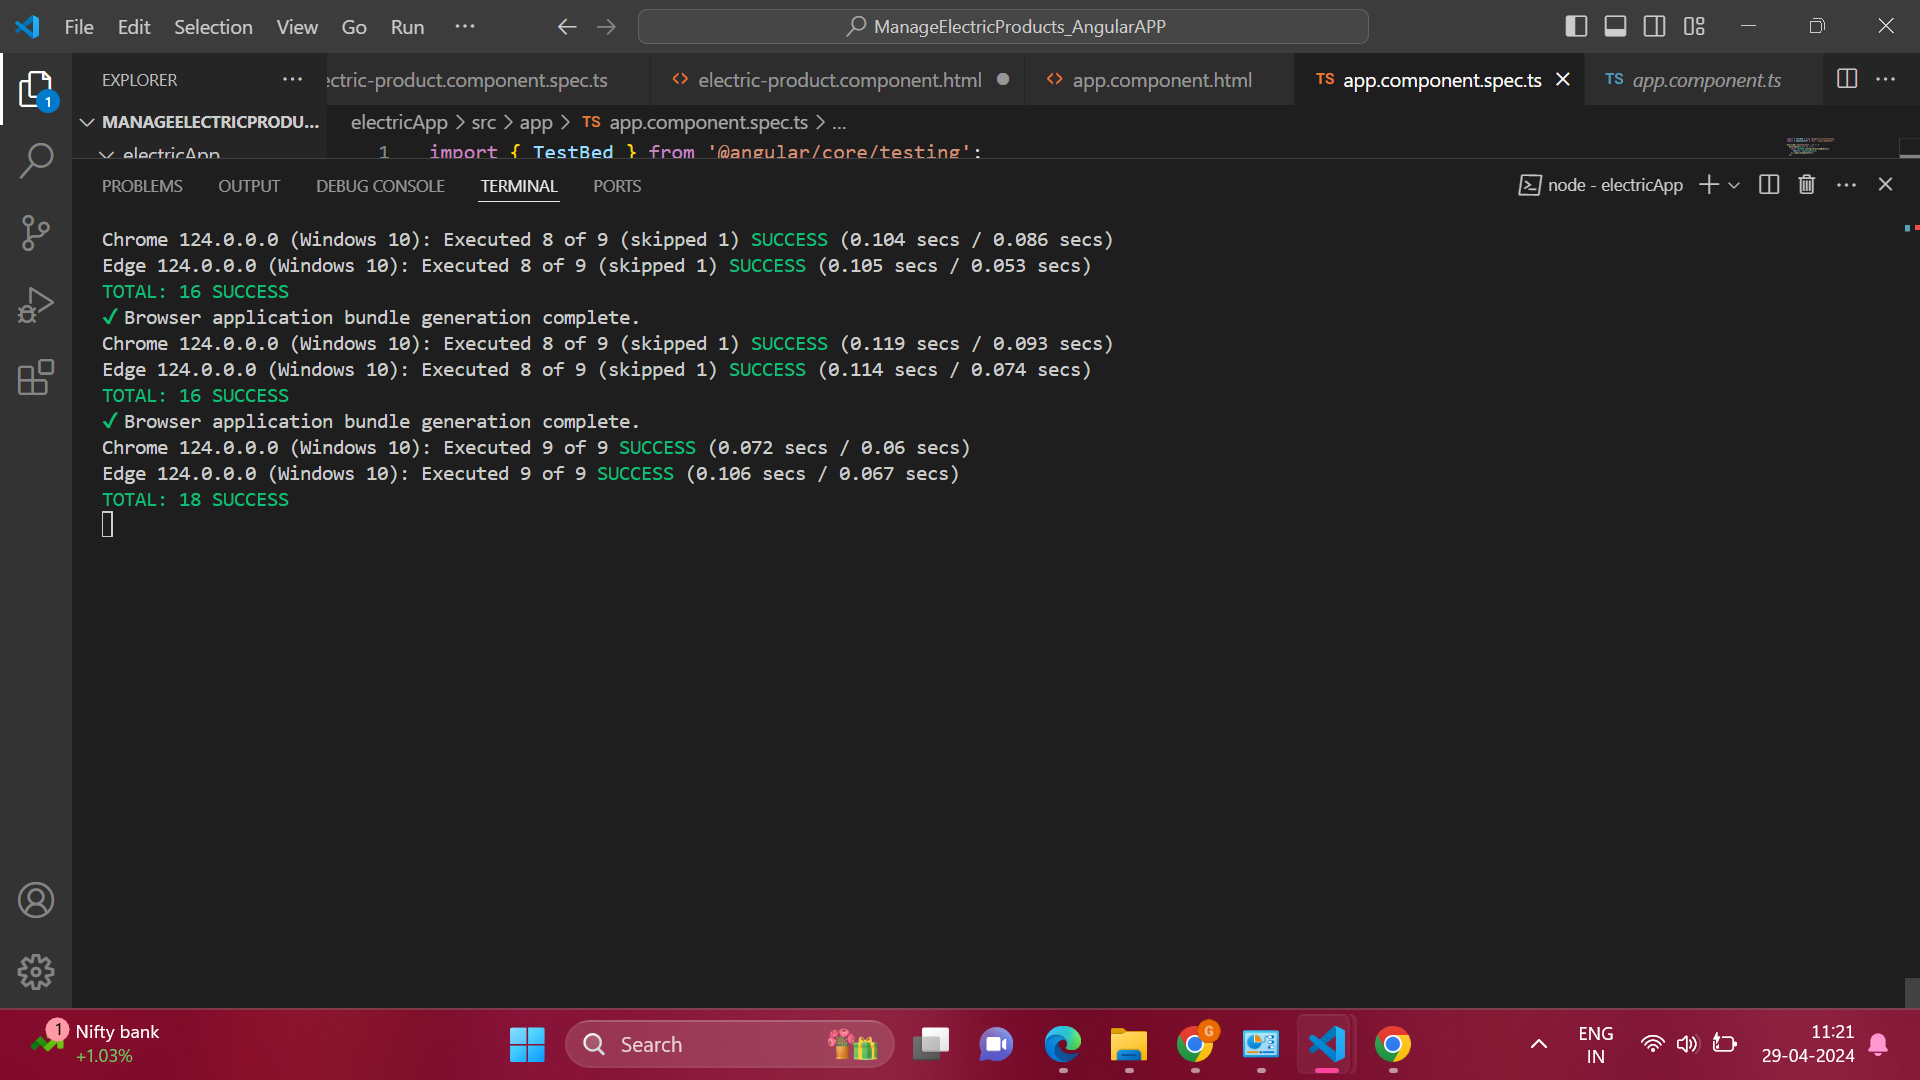 File Edit Selection View Go Run ...
ManageElectricProducts_AngularAPP
EXPLORER ...
ectric-product.component.spec.ts
electric-product.component.html
app.component.html
TS app.component.spec.ts
TS app.component.ts
1
MANAGEELECTRICPRODU...
electricApp
electricApp > src > app > TS app.component.spec.ts > ...
1 import { TestBed } from '@angular/core/testing';
PROBLEMS OUTPUT DEBUG CONSOLE TERMINAL PORTS
node - electricApp
Chrome 124.0.0.0 (Windows 10): Executed 8 of 9 (skipped 1) SUCCESS (0.104 secs / 0.086 secs)
Edge 124.0.0.0 (Windows 10): Executed 8 of 9 (skipped 1) SUCCESS (0.105 secs / 0.053 secs)
TOTAL: 16 SUCCESS
✓ Browser application bundle generation complete.
Chrome 124.0.0.0 (Windows 10): Executed 8 of 9 (skipped 1) SUCCESS (0.119 secs / 0.093 secs)
Edge 124.0.0.0 (Windows 10): Executed 8 of 9 (skipped 1) SUCCESS (0.114 secs / 0.074 secs)
TOTAL: 16 SUCCESS
✓ Browser application bundle generation complete.
Chrome 124.0.0.0 (Windows 10): Executed 9 of 9 SUCCESS (0.072 secs / 0.06 secs)
Edge 124.0.0.0 (Windows 10): Executed 9 of 9 SUCCESS (0.106 secs / 0.067 secs)
TOTAL: 18 SUCCESS
1
Nifty bank
+1.03%
Search
G
ENG
IN
11:21
29-04-2024